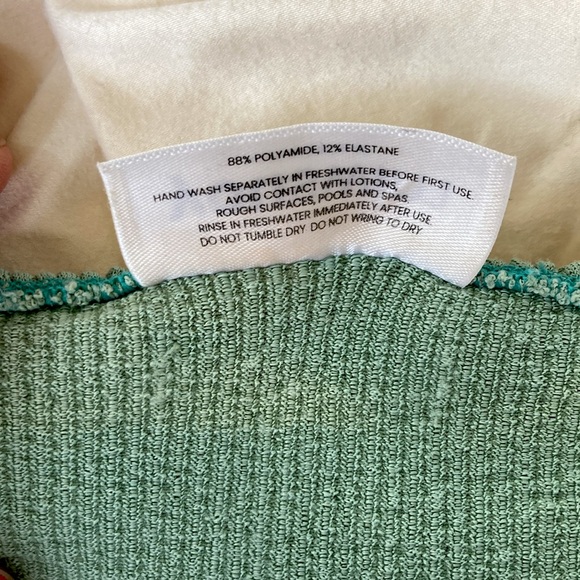 88% POLYAMIDE, 12% ELASTANE
HAND WASH SEPARATELY IN FRESHWATER BEFORE FIRST USE.
AVOID CONTACT WITH LOTIONS,
ROUGH SURFACES, POOLS AND SPAS.
RINSE IN FRESHWATER IMMEDIATELY AFTER USE.
DO NOT TUMBLE DRY DO NOT WRING TO DRY